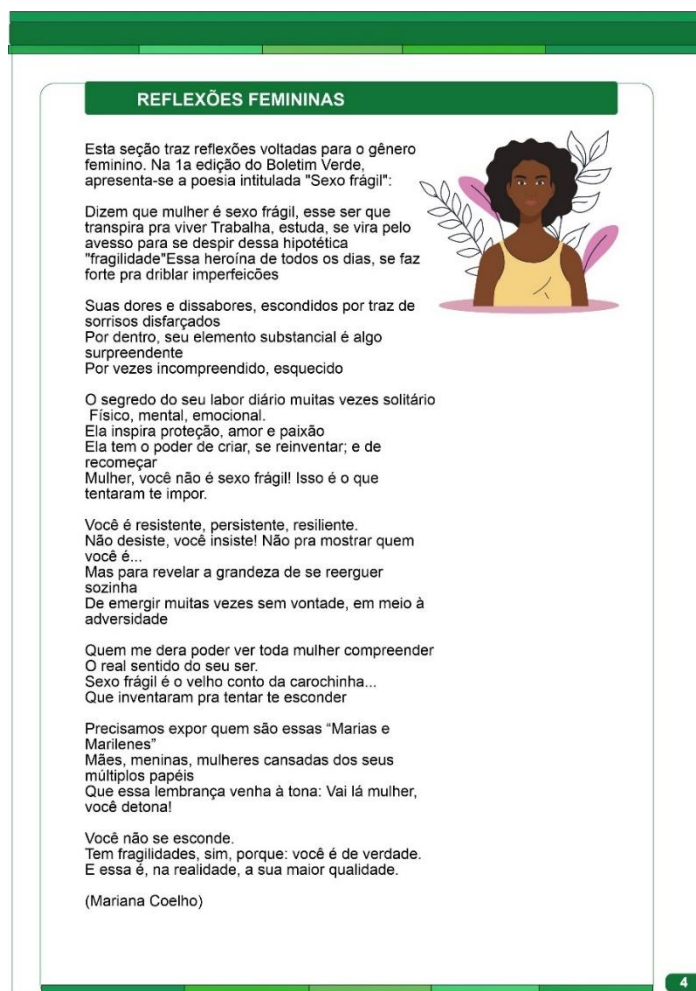 REFLEXÕES FEMININAS
Esta seção traz reflexões voltadas para o gênero
feminino. Na 1a edição do Boletim Verde,
apresenta-se a poesia intitulada "Sexo frágil":
Dizem que mulher é sexo frágil, esse ser que
transpira pra viver Trabalha, estuda, se vira pelo
avesso para se despir dessa hipotética
"fragilidade"Essa heroína de todos os dias, se faz
forte pra driblar imperfeicões
Suas dores e dissabores, escondidos por traz de
sorrisos disfarçados
Por dentro, seu elemento substancial é algo
surpreendente
Por vezes incompreendido, esquecido
O segredo do seu labor diário muitas vezes solitário
Físico, mental, emocional.
Ela inspira proteção, amor e paixão
Ela tem o poder de criar, se reinventar; e de
recomeçar
Mulher, você não é sexo frágil! Isso é o que
tentaram te impor.
Você é resistente, persistente, resiliente.
Não desiste, você insiste! Não pra mostrar quem
você é...
Mas para revelar a grandeza de se reerguer
sozinha
De emergir muitas vezes sem vontade, em meio à
adversidade
Quem me dera poder ver toda mulher compreender
O real sentido do seu ser.
Sexo frágil é o velho conto da carochinha...
Que inventaram pra tentar te esconder
Precisamos expor quem são essas “Marias e
Marilenes”
Mães, meninas, mulheres cansadas dos seus
múltiplos papéis
Que essa lembrança venha à tona: Vai lá mulher,
você detona!
Você não se esconde.
Tem fragilidades, sim, porque: você é de verdade.
E essa é, na realidade, a sua maior qualidade.
(Mariana Coelho)
4